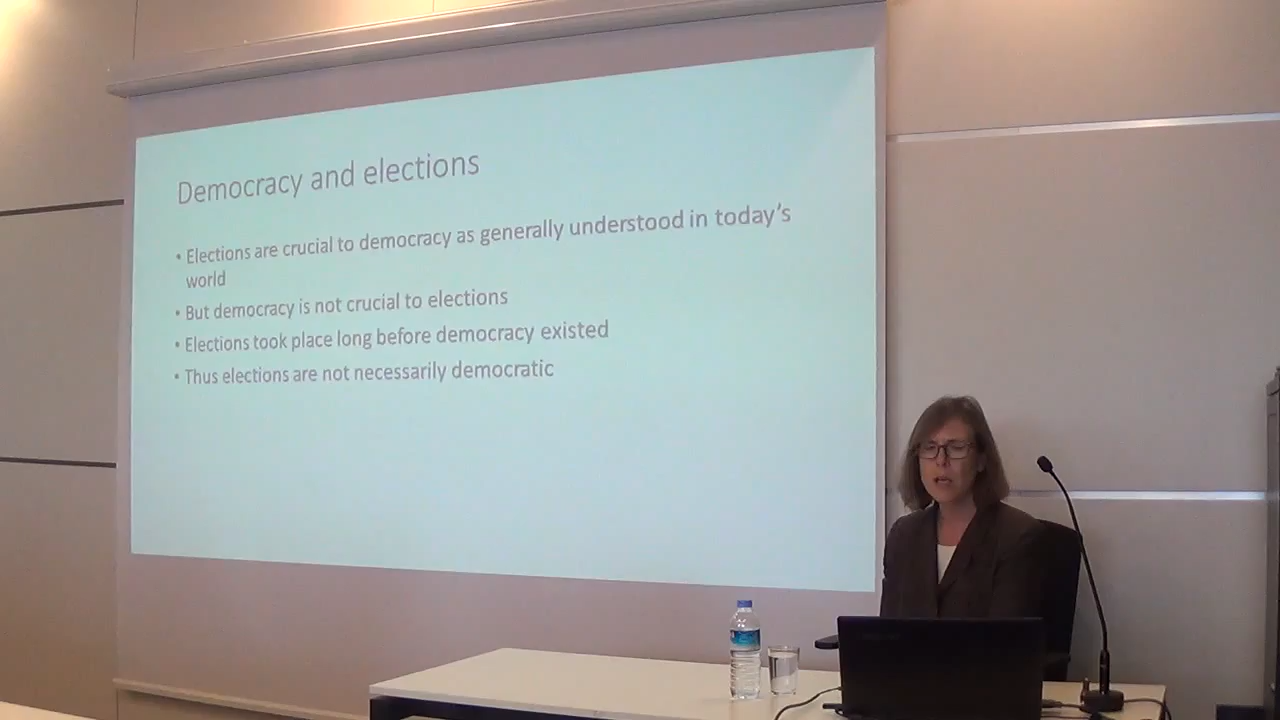 Democracy and elections
• Elections are crucial to democracy as generally understood in today's
world
• But democracy is not crucial to elections
• Elections took place long before democracy existed
• Thus elections are not necessarily democratic